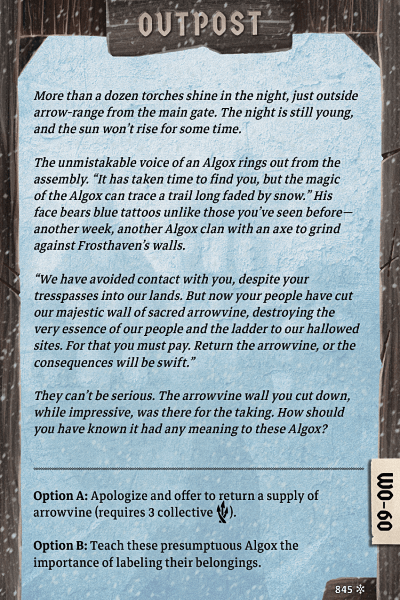 OUTPOST
More than a dozen torches shine in the night, just outside
arrow-range from the main gate. The night is still young,
and the sun won't rise for some time.
The unmistakable voice of an Algox rings out from the
assembly. “It has taken time to find you, but the magic
of the Algox can trace a trail long faded by snow.” His
face bears blue tattoos unlike those you've seen before—
another week, another Algox clan with an axe to grind
against Frosthaven's walls.
“We have avoided contact with you, despite your
tresspasses into our lands. But now your people have cut
our majestic wall of sacred arrowvine, destroying the
very essence of our people and the ladder to our hallowed
sites. For that you must pay. Return the arrowvine, or the
consequences will be swift.”
They can't be serious. The arrowvine wall you cut down,
while impressive, was there for the taking. How should
you have known it had any meaning to these Algox?
Option A: Apologize and offer to return a supply of
arrowvine (requires 3 collective ).
Option B: Teach these presumptuous Algox the
importance of labeling their belongings.
WO-09
845